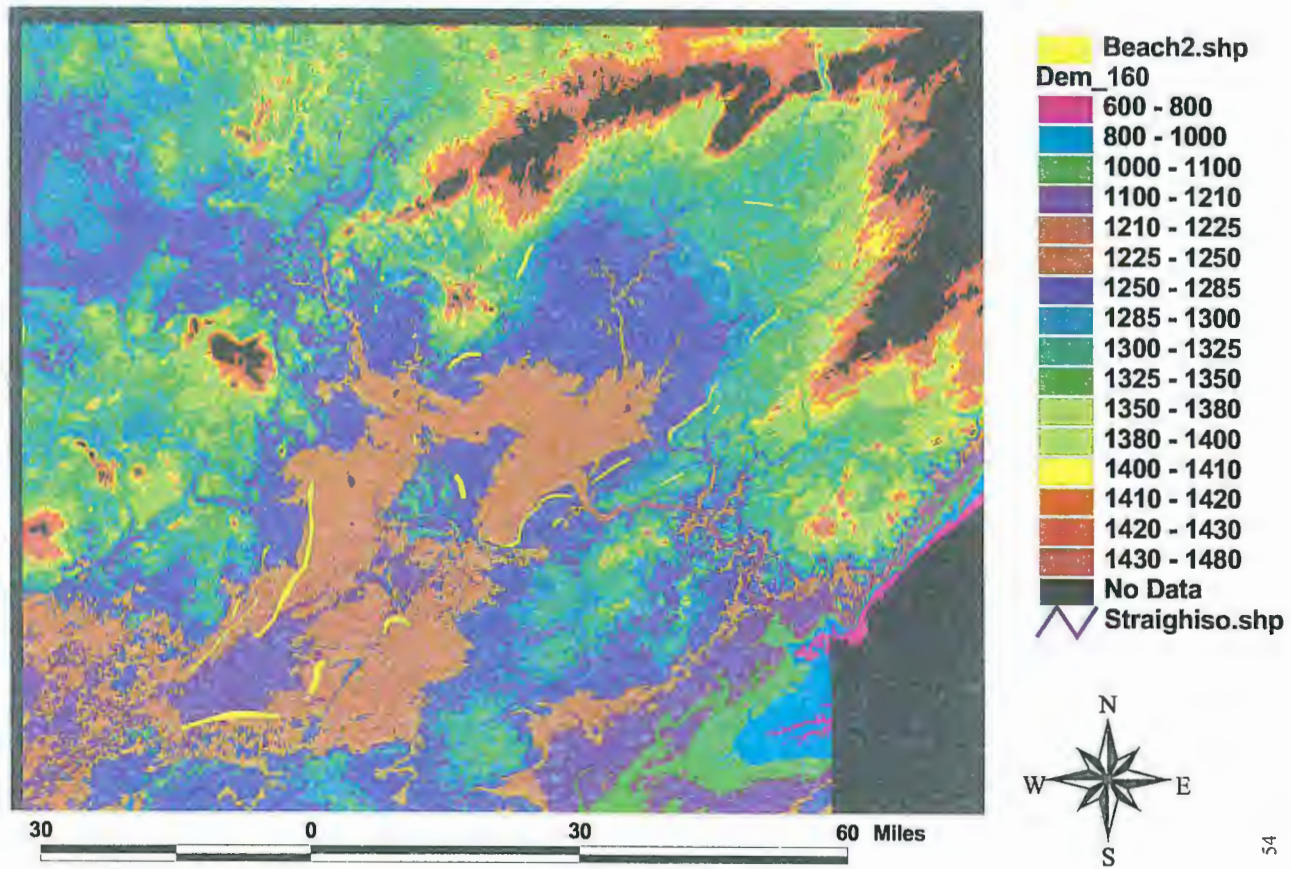 Beach2.shp
Dem_160
600 - 800
800 - 1000
1000 - 1100
1100 - 1210
1210 - 1225
1225 - 1250
1250 - 1285
1285 - 1300
1300 - 1325
1325 - 1350
1350 - 1380
1380 - 1400
1400 - 1410
1410 - 1420
1420 - 1430
1430 - 1480
No Data
Straighiso.shp
N
W E
S
30 0 30 60 Miles
54